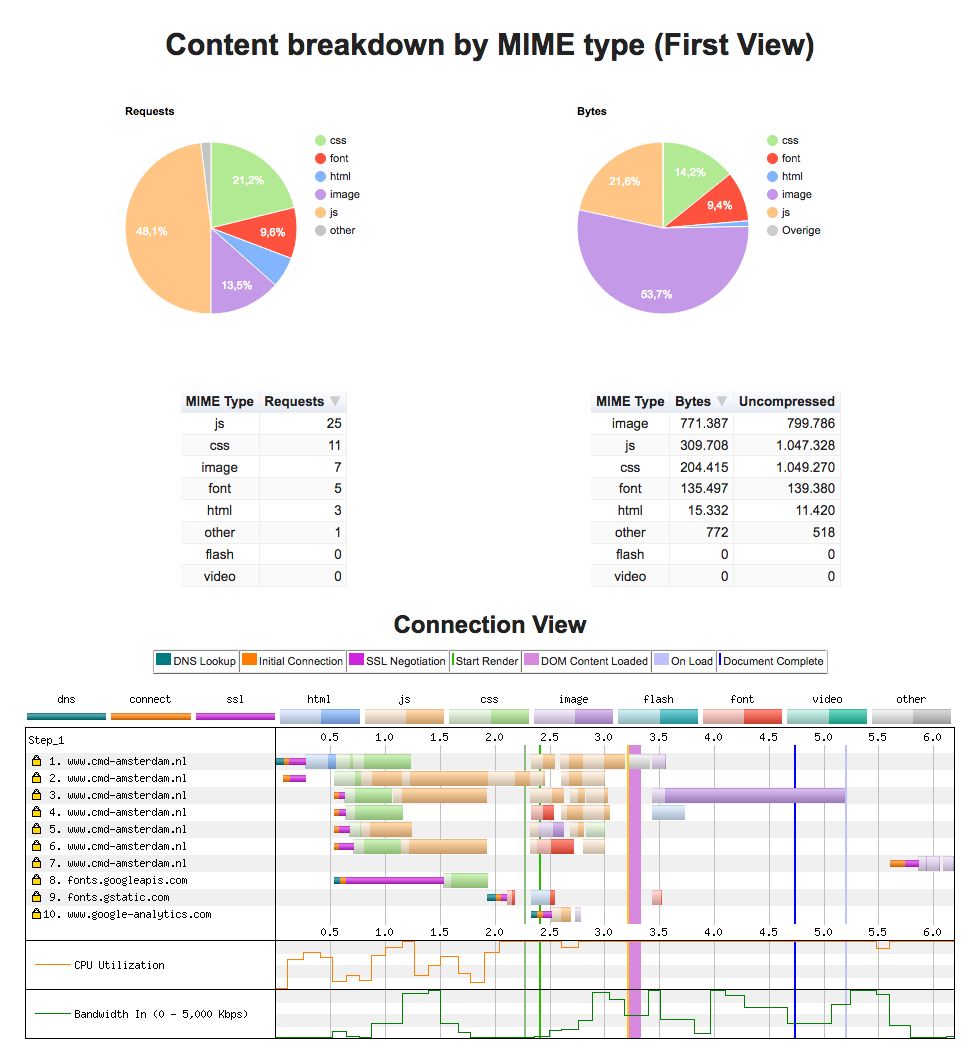 Content breakdown by MIME type (First View)
Requests
Bytes
css
font
html
image
js
other
21,2%
9,6%
13,5%
48,1%
css
font
html
image
js
Overige
14,2%
9,4%
53,7%
21,6%
MIME Type Requests
js 25
css 11
image 7
font 5
html 3
other 1
flash 0
video 0
MIME Type Bytes Uncompressed
image 771.387 799.786
js 309.708 1.047.328
css 204.415 1.049.270
font 135.497 139.380
html 15.332 11.420
other 772 518
flash 0 0
video 0 0
Connection View
DNS Lookup Initial Connection SSL Negotiation Start Render DOM Content Loaded On Load Document Complete
dns connect ssl html js css image flash font video other
Step_1 0.5 1.0 1.5 2.0 2.5 3.0 3.5 4.0 4.5 5.0 5.5 6.0
1. www.cmd-amsterdam.nl
2. www.cmd-amsterdam.nl
3. www.cmd-amsterdam.nl
4. www.cmd-amsterdam.nl
5. www.cmd-amsterdam.nl
6. www.cmd-amsterdam.nl
7. www.cmd-amsterdam.nl
8. fonts.googleapis.com
9. fonts.gstatic.com
10. www.google-analytics.com
0.5 1.0 1.5 2.0 2.5 3.0 3.5 4.0 4.5 5.0 5.5 6.0
CPU Utilization
Bandwidth In (0 - 5,000 Kbps)